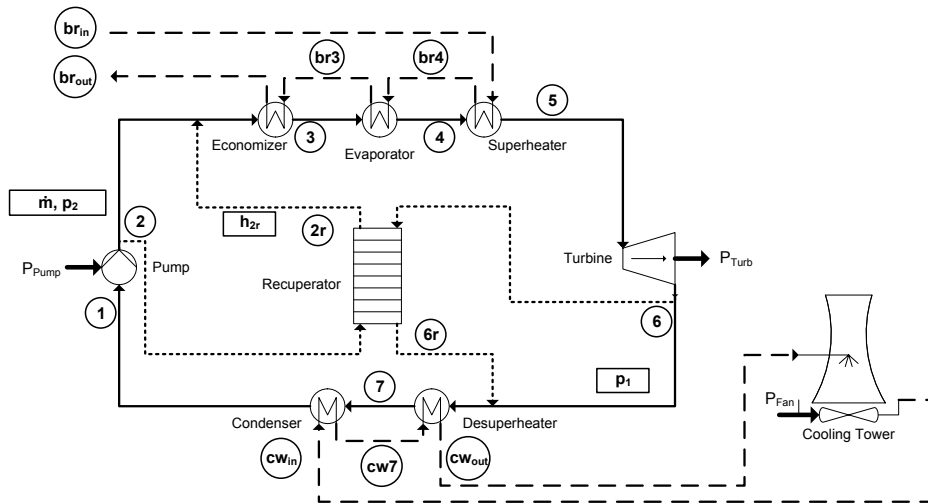 br_in
br3
br4
br_out
5
3
4
Economizer
Evaporator
Superheater
ṁ, p₂
h₂ᵣ
2
2r
P_Pump
Pump
Recuperator
Turbine
P_Turb
1
6
6r
p₁
7
P_Fan
Condenser
Desuperheater
Cooling Tower
cw_in
cw7
cw_out